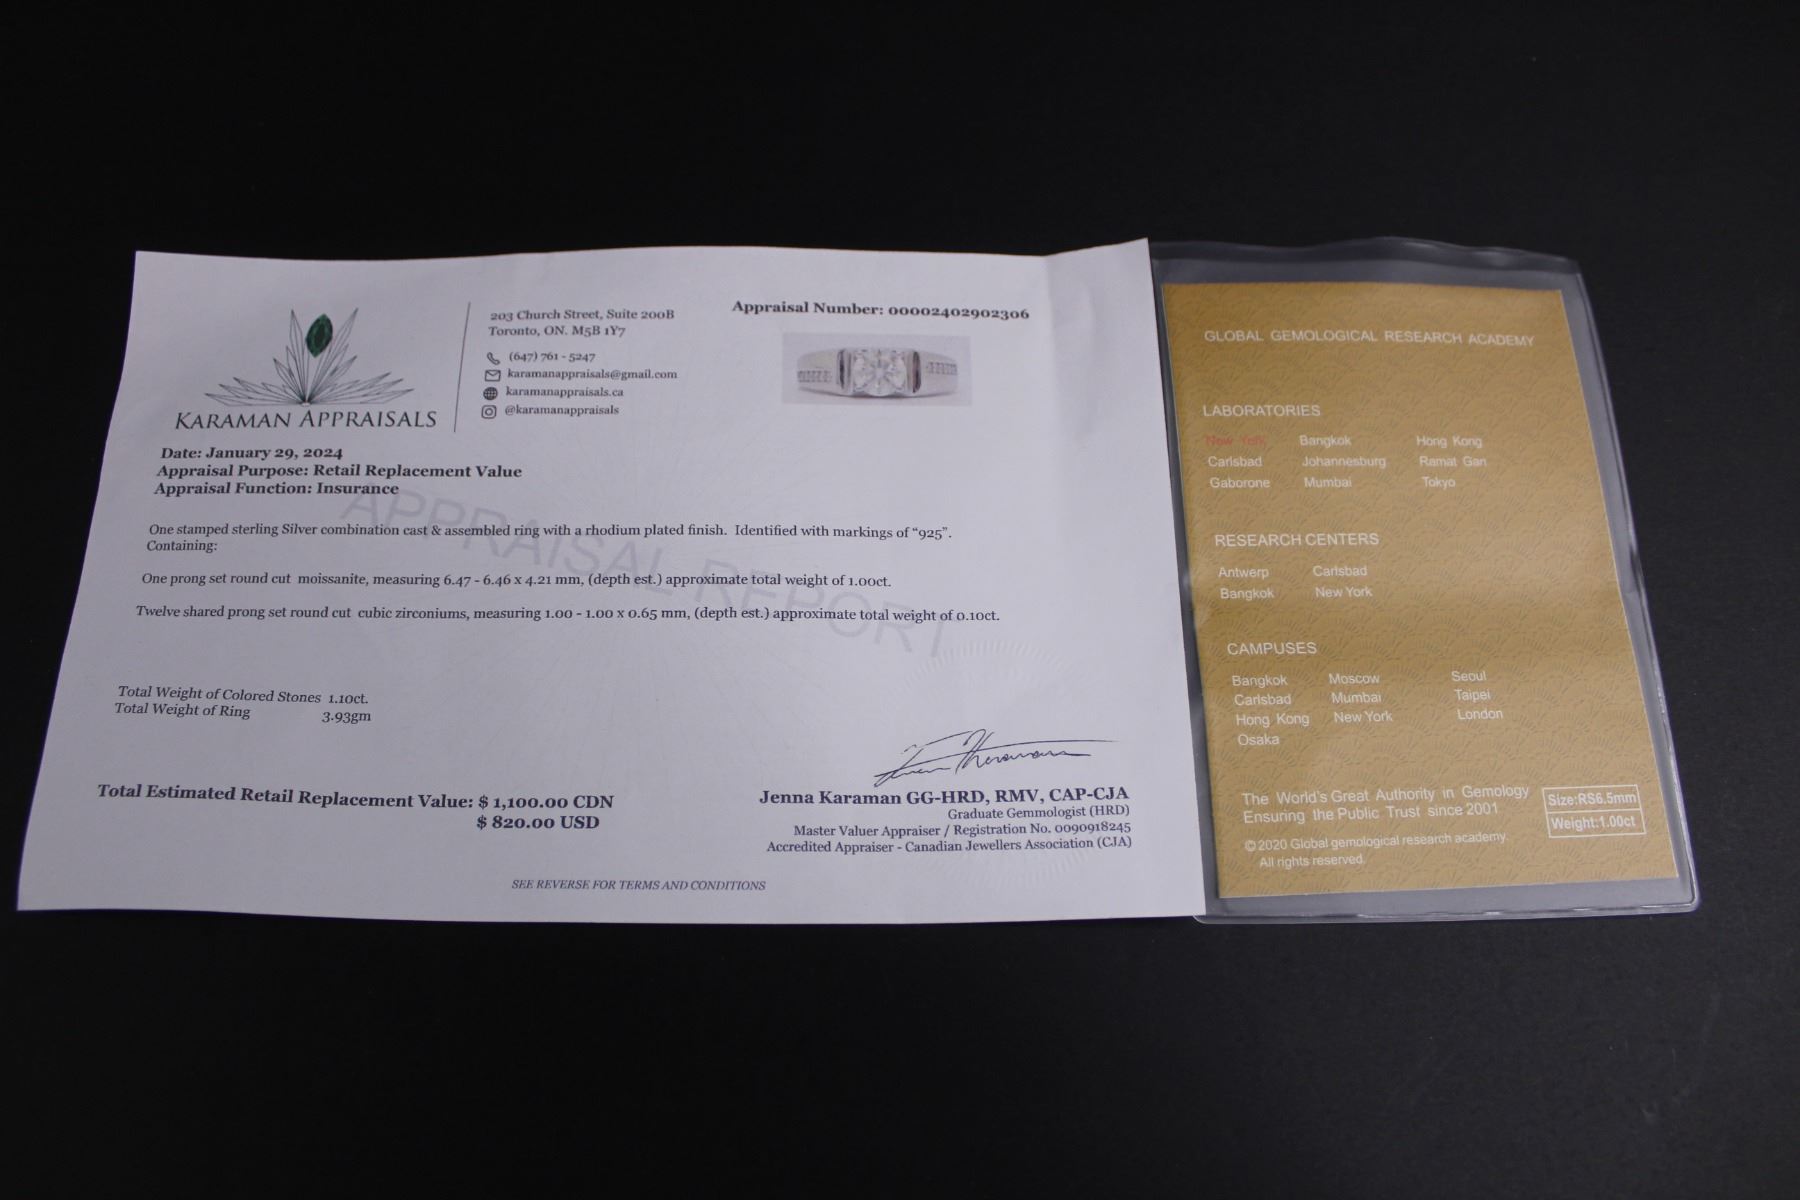 KARAMAN APPRAISALS
203 Church Street, Suite 200B
Toronto, ON. M5B 1Y7
(647) 761 - 5247
karamanappraisals@gmail.com
karamanappraisals.ca
@karamanappraisals
Appraisal Number: 00002402902306
Date: January 29, 2024
Appraisal Purpose: Retail Replacement Value
Appraisal Function: Insurance
APPRAISAL REPORT
One stamped sterling Silver combination cast & assembled ring with a rhodium plated finish. Identified with markings of "925".
Containing:
One prong set round cut moissanite, measuring 6.47 - 6.46 x 4.21 mm, (depth est.) approximate total weight of 1.00ct.
Twelve shared prong set round cut cubic zirconiums, measuring 1.00 - 1.00 x 0.65 mm, (depth est.) approximate total weight of 0.10ct.
Total Weight of Colored Stones 1.10ct.
Total Weight of Ring 3.93gm
Total Estimated Retail Replacement Value: $ 1,100.00 CDN
$ 820.00 USD
Jenna Karaman GG-HRD, RMV, CAP-CJA
Graduate Gemmologist (HRD)
Master Valuer Appraiser / Registration No. 0090918245
Accredited Appraiser - Canadian Jewellers Association (CJA)
SEE REVERSE FOR TERMS AND CONDITIONS
GLOBAL GEMOLOGICAL RESEARCH ACADEMY
LABORATORIES
New York Bangkok Hong Kong
Carlsbad Johannesburg Ramat Gan
Gaborone Mumbai Tokyo
RESEARCH CENTERS
Antwerp Carlsbad
Bangkok New York
CAMPUSES
Bangkok Moscow Seoul
Carlsbad Mumbai Taipei
Hong Kong New York London
Osaka
The World's Great Authority in Gemology
Ensuring the Public Trust since 2001
Size:RS6.5mm
Weight:1.00ct
© 2020 Global gemological research academy.
All rights reserved.